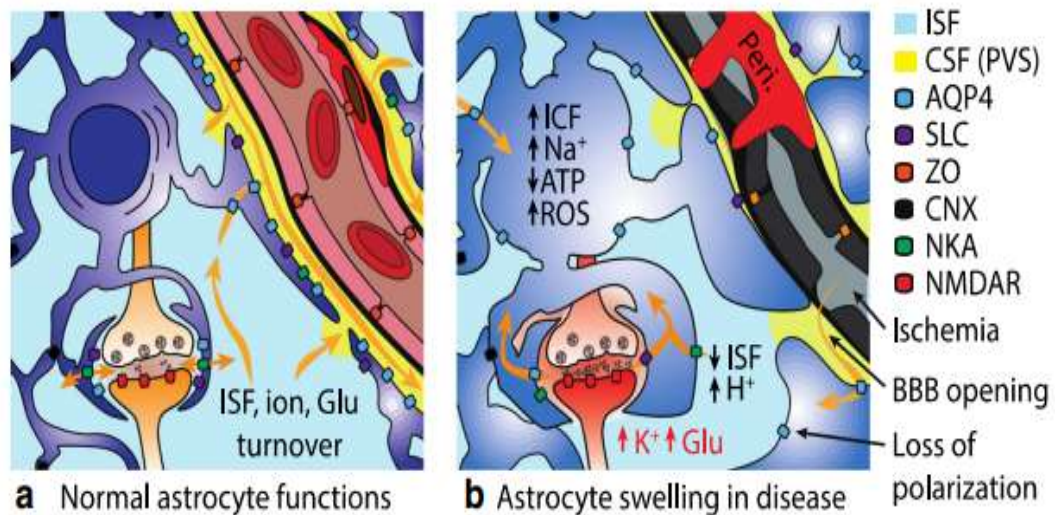 ISF, ion, Glu
turnover
a Normal astrocyte functions
Peri.
↑ICF
↑Na⁺
↓ATP
↑ROS
↓ISF
↑H⁺
↑K⁺↑Glu
b Astrocyte swelling in disease
ISF
CSF (PVS)
AQP4
SLC
ZO
CNX
NKA
NMDAR
Ischemia
BBB opening
Loss of
polarization